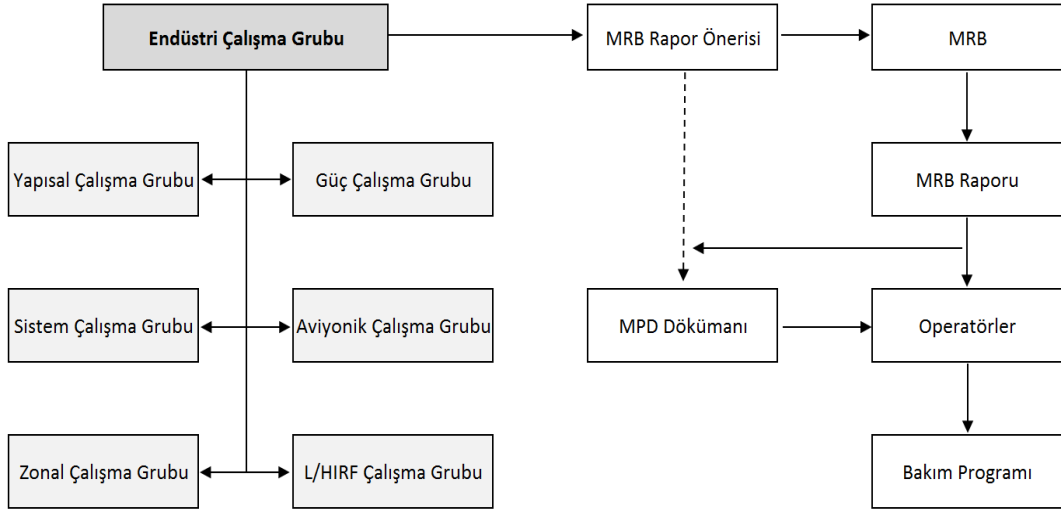 Endüstri Çalışma Grubu
MRB Rapor Önerisi
MRB
Yapısal Çalışma Grubu
Güç Çalışma Grubu
MRB Raporu
Sistem Çalışma Grubu
Aviyonik Çalışma Grubu
MPD Dökümanı
Operatörler
Zonal Çalışma Grubu
L/HIRF Çalışma Grubu
Bakım Programı